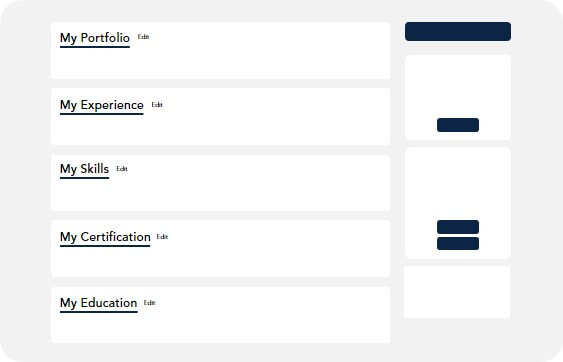 My Portfolio Edit
My Experience Edit
My Skills Edit
My Certification Edit
My Education Edit